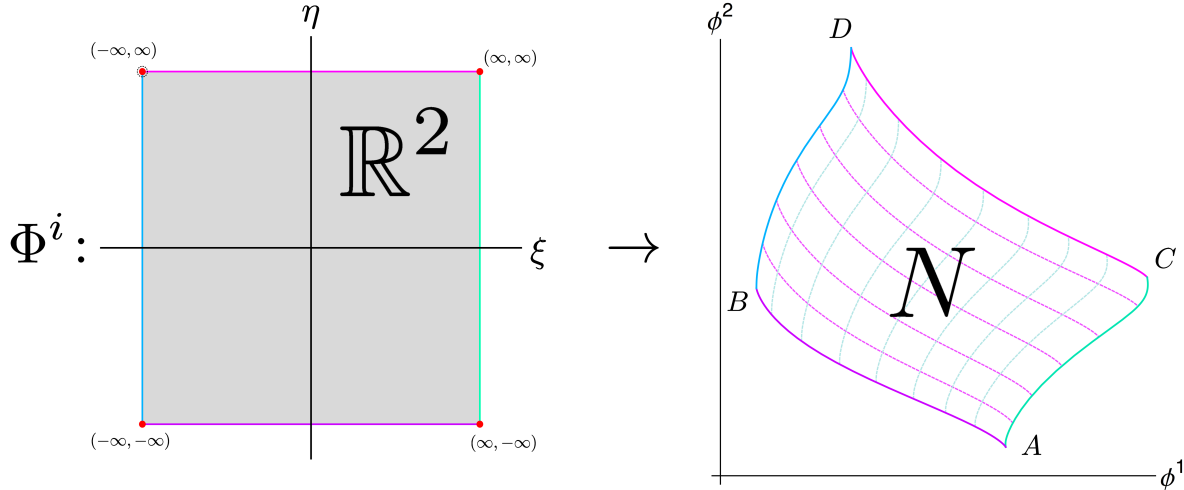 η
(−∞, ∞)
(∞, ∞)
ℝ²
Φⁱ :
ξ
(−∞, −∞)
(∞, −∞)
→
ϕ²
D
C
N
B
A
ϕ¹